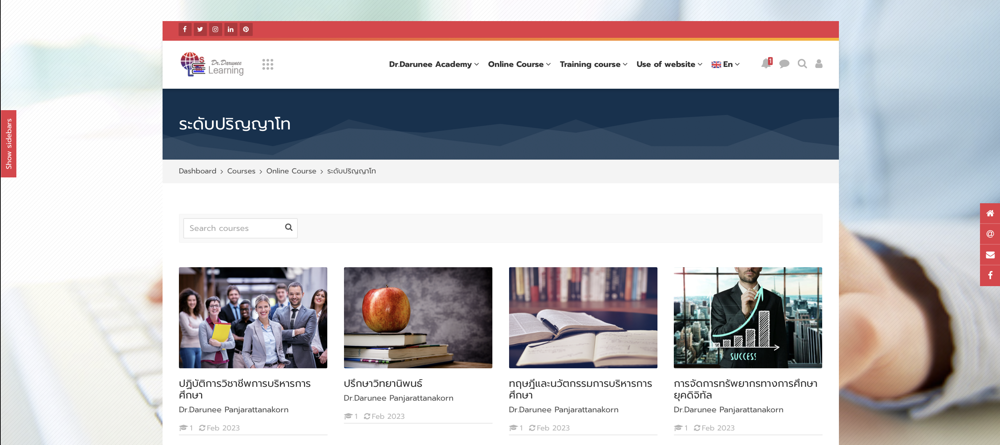 Dr.Darunee
Learning
Dr.Darunee Academy
Online Course
Training course
Use of website
En
1
Show sidebars
ระดับปริญญาโท
Dashboard > Courses > Online Course > ระดับปริญญาโท
Search courses
@
SUCCESS
ปฏิบัติการวิชาชีพการบริหารการ
ศึกษา
Dr.Darunee Panjarattanakorn
1 Feb 2023
ปรึกษาวิทยานิพนธ์
Dr.Darunee Panjarattanakorn
1 Feb 2023
ทฤษฎีและนวัตกรรมการบริหารการ
ศึกษา
Dr.Darunee Panjarattanakorn
1 Feb 2023
การจัดการทรัพยากรทางการศึกษา
ยุคดิจิทัล
Dr.Darunee Panjarattanakorn
1 Feb 2023